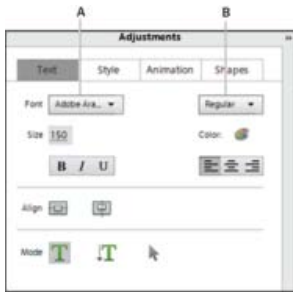 A B
Adjustments
Text Style Animation Shapes
Font Adobe Ara... Regular
Size 150 Color:
B I U
Align
Mode T T